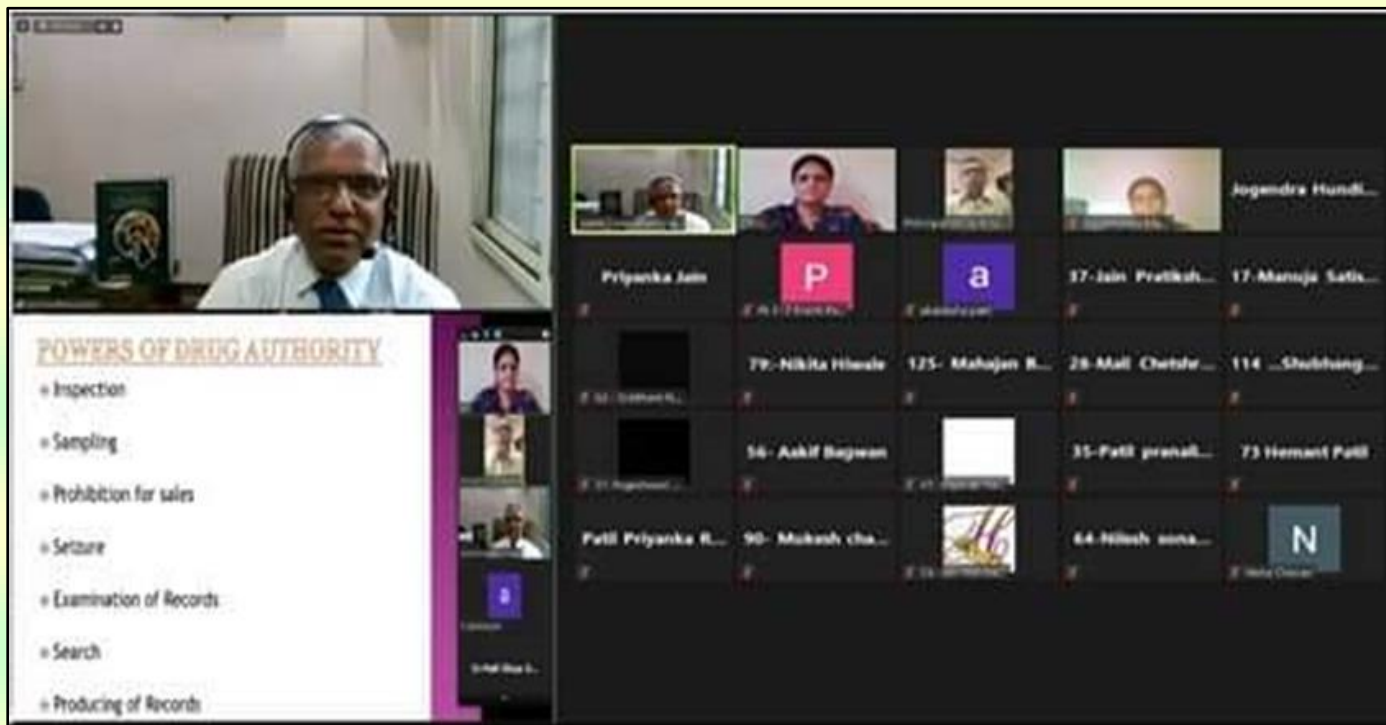 POWERS OF DRUG AUTHORITY
Inspection
Sampling
Prohibition for sales
Seizure
Examination of Records
Search
Producing of Records
a
Jogendra Hundi...
Priyanka Jain
P
a
37-Jain Pratiksh...
17-Manuja Satis...
79:-Nikita Hiwale
125- Mahajan B...
28-Mali Chetshr...
114 ...Shubhang...
56- Aakif Bagwan
35-Patil pranali...
73 Hemant Patil
Patil Priyanka R...
90- Mukesh cha...
H
64-Nilesh sona...
N